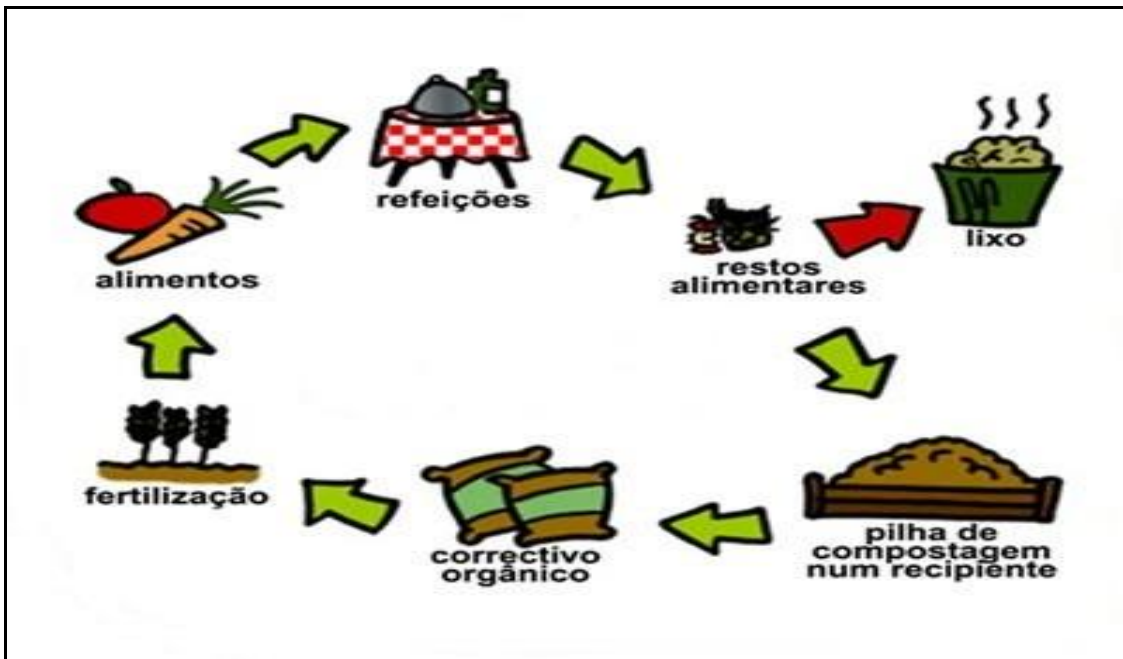 refeições
lixo
restos
alimentares
alimentos
fertilização
correctivo
orgânico
pilha de
compostagem
num recipiente